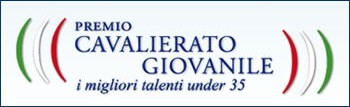 PREMIO
CAVALIERATO
GIOVANILE
i migliori talenti under 35